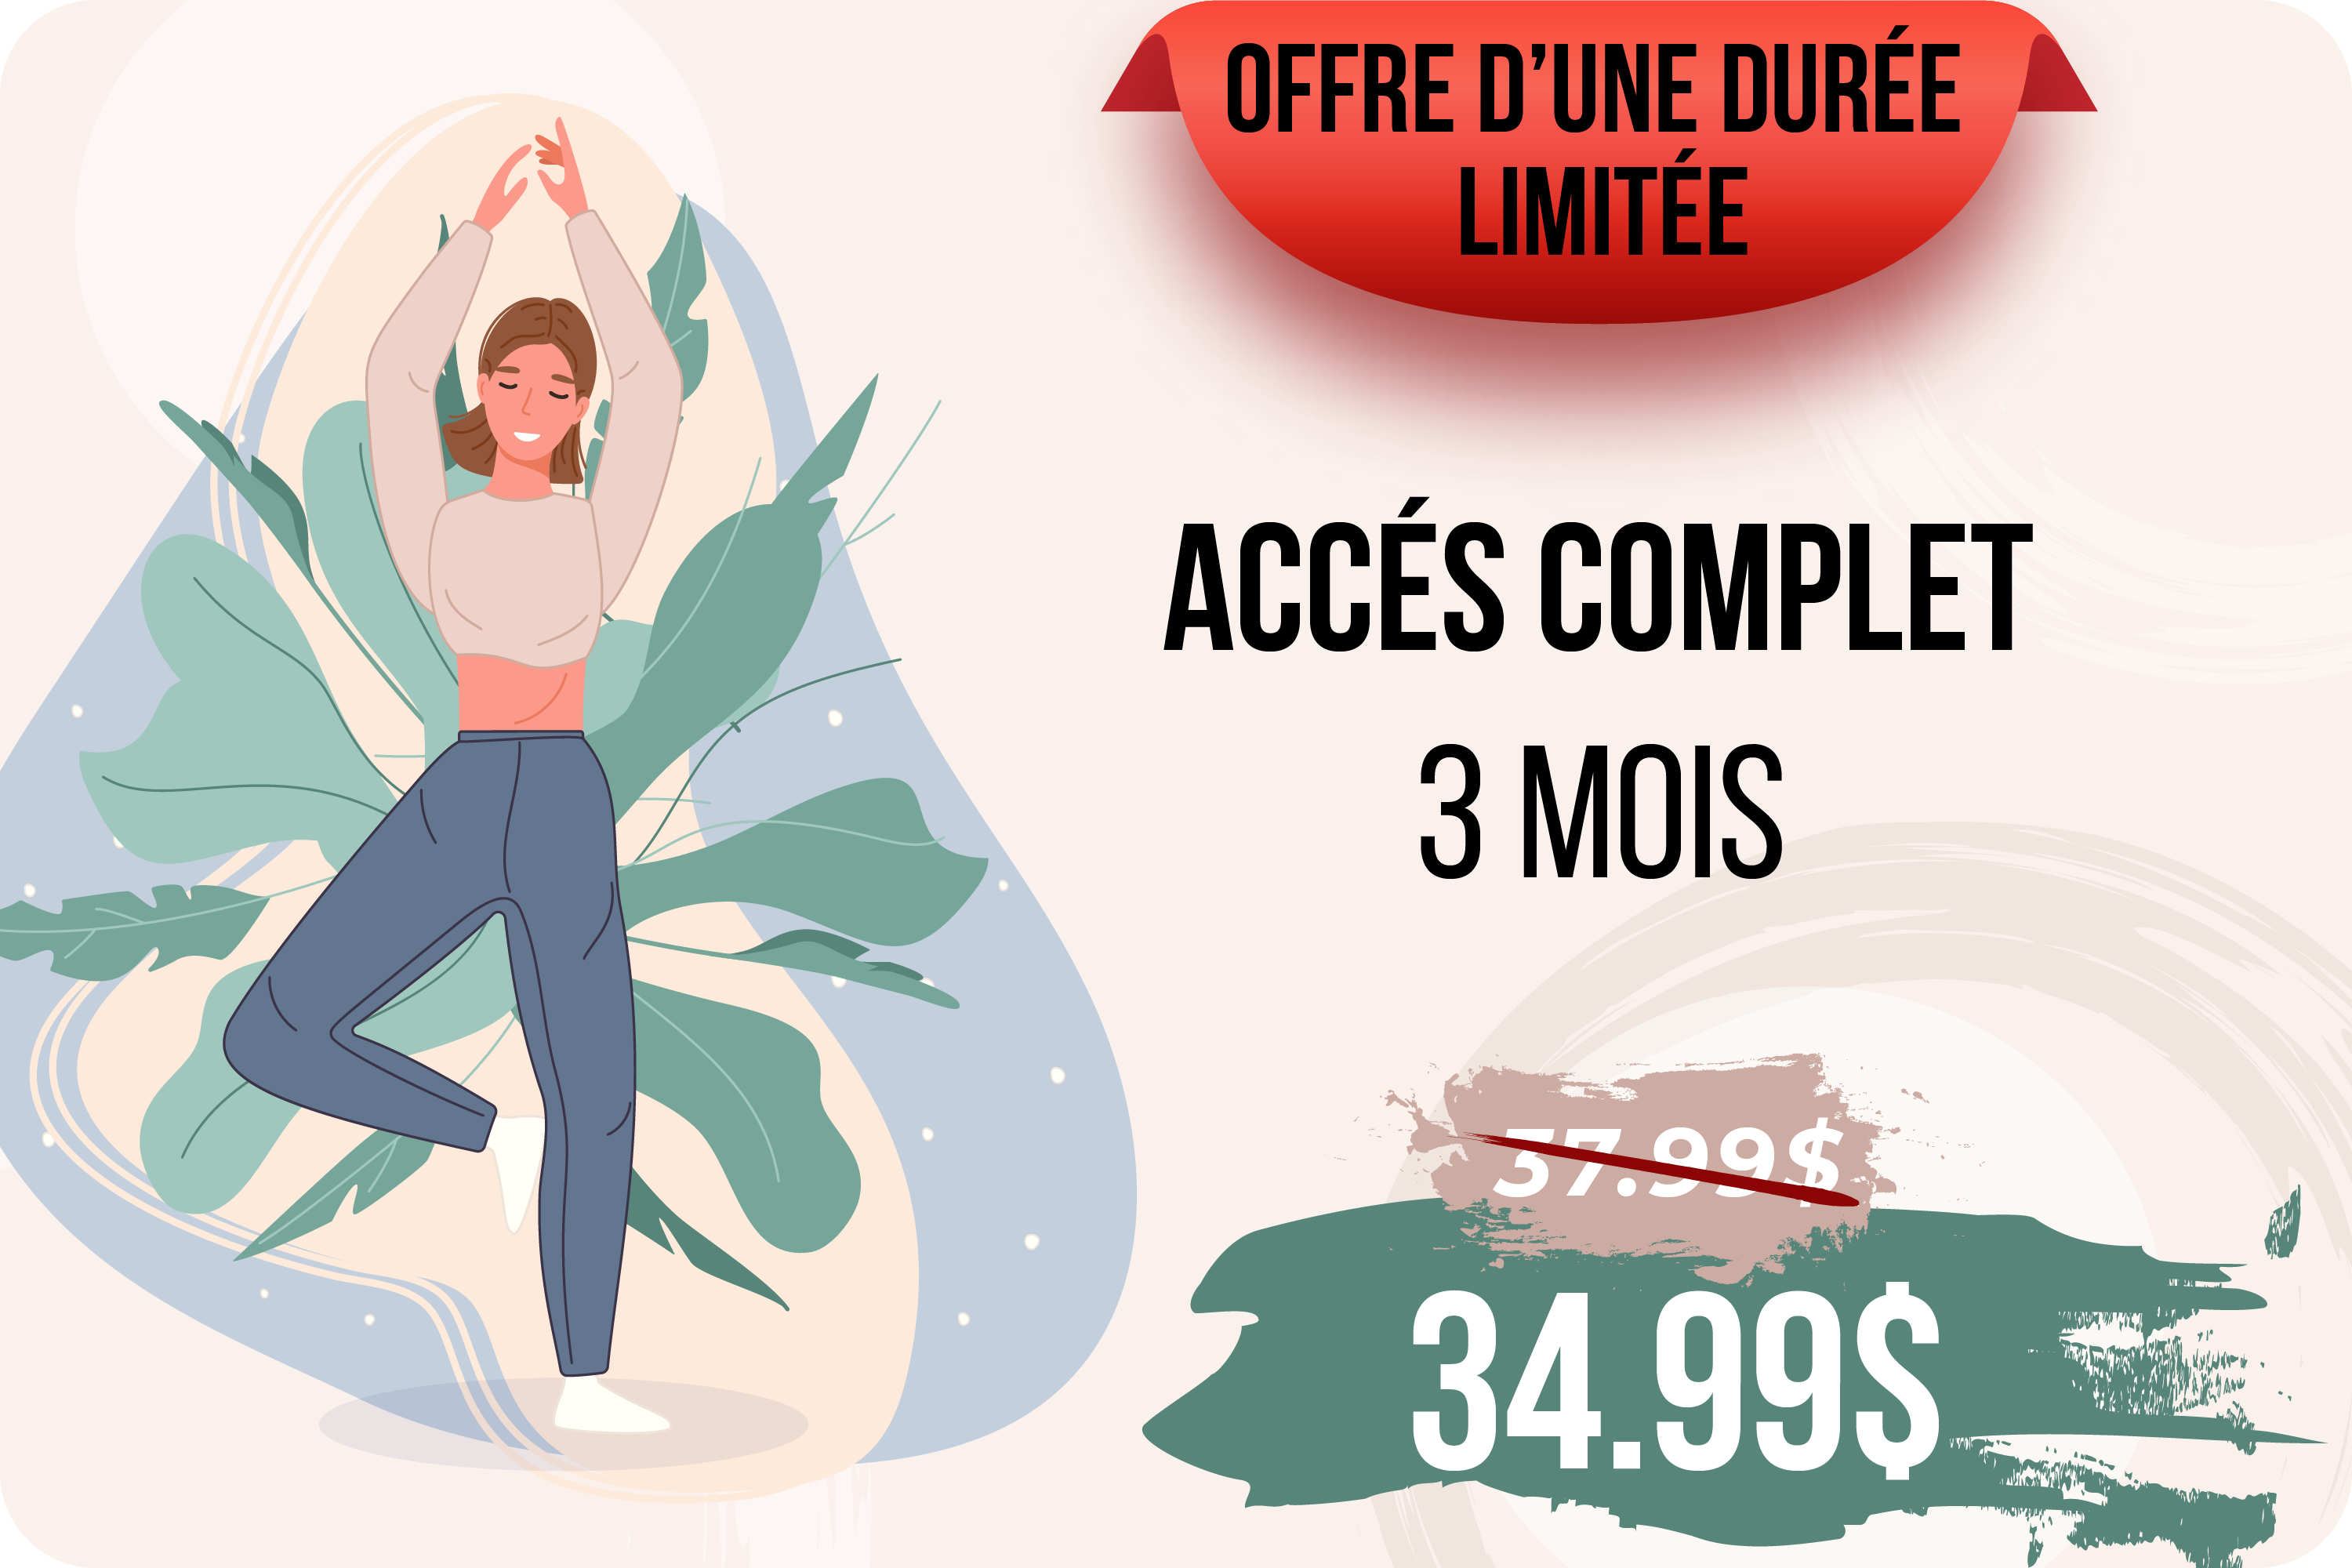 OFFRE D’UNE DURÉE
LIMITÉE
ACCÉS COMPLET
3 MOIS
37.99$
34.99$